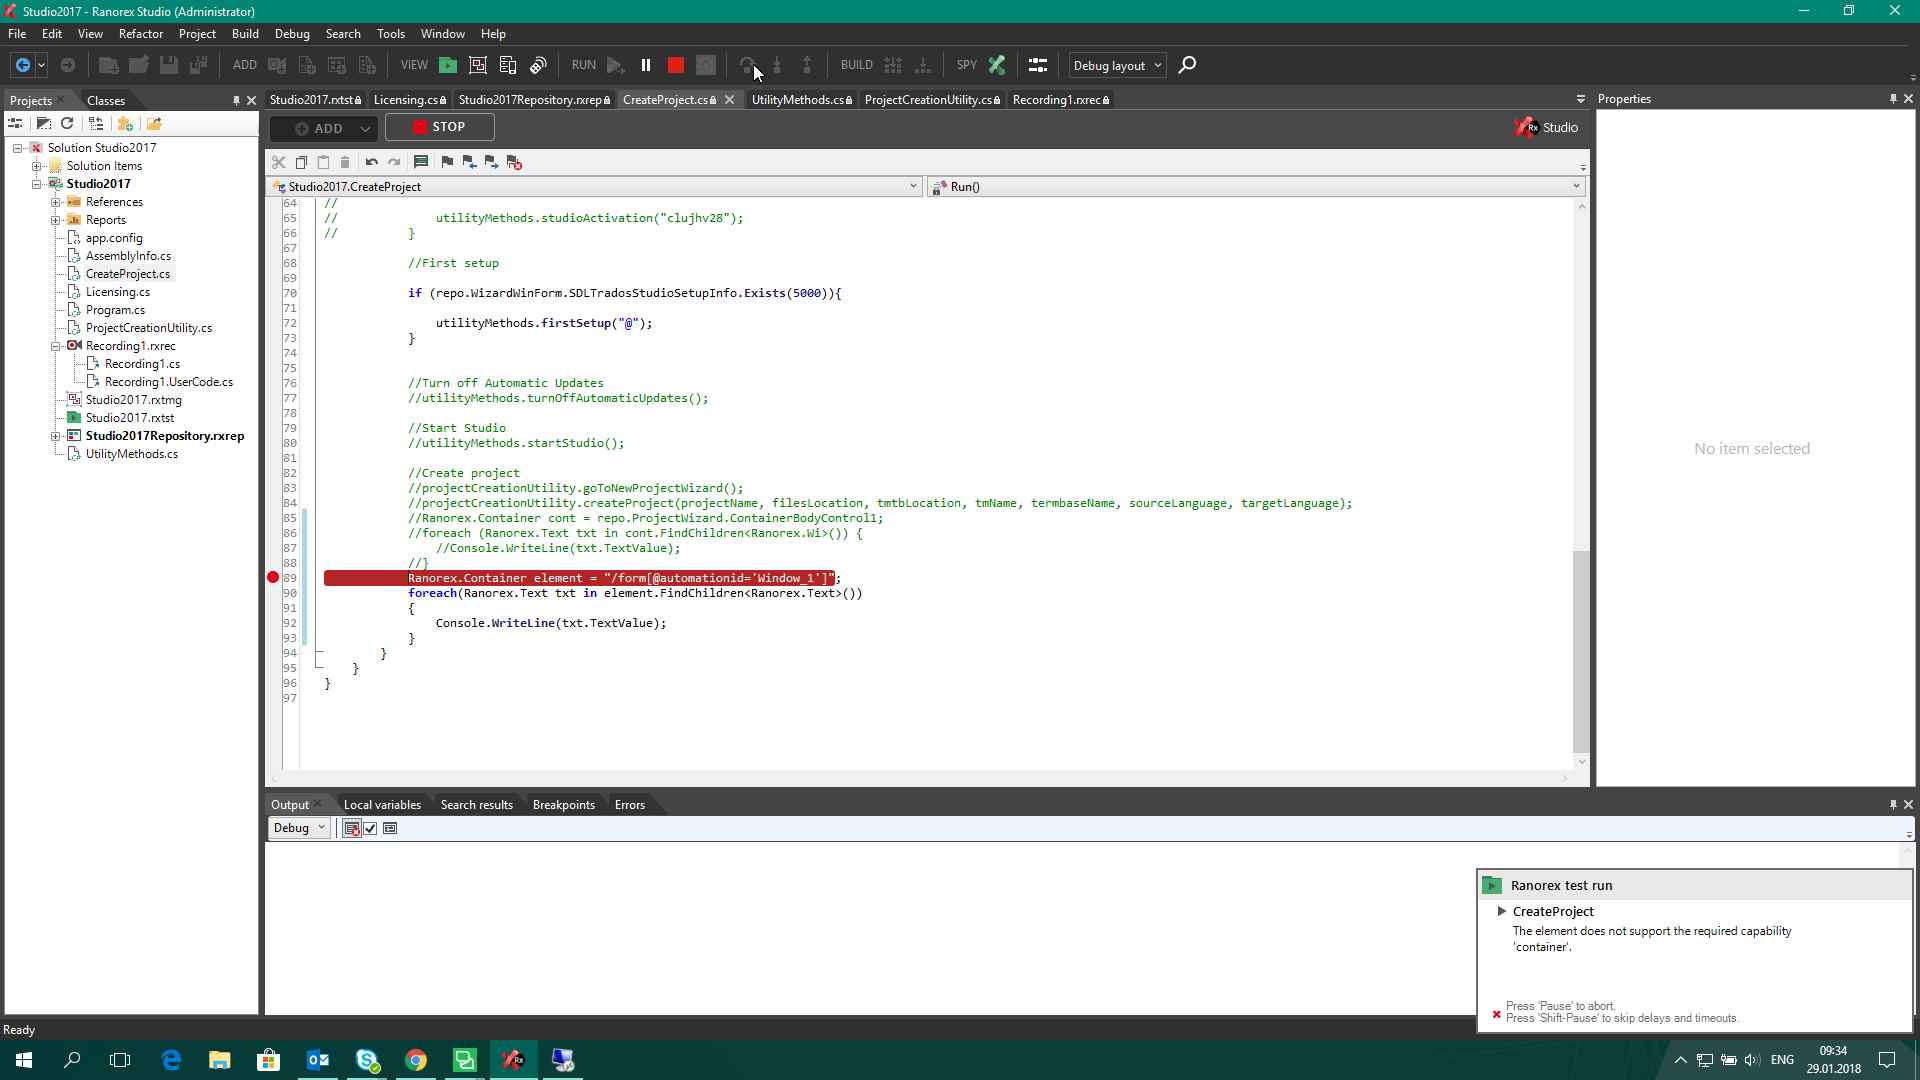 Studio2017 - Ranorex Studio (Administrator)
File Edit View Refactor Project Build Debug Search Tools Window Help
ADD VIEW RUN BUILD SPY Debug layout
Projects Classes
Studio2017.rxtst Licensing.cs Studio2017Repository.rxrep CreateProject.cs UtilityMethods.cs ProjectCreationUtility.cs Recording1.rxrec
Properties
ADD STOP
Rx Studio
Studio2017.CreateProject Run()
Solution Studio2017
Solution Items
Studio2017
References
Reports
app.config
AssemblyInfo.cs
CreateProject.cs
Licensing.cs
Program.cs
ProjectCreationUtility.cs
Recording1.rxrec
Recording1.cs
Recording1.UserCode.cs
Studio2017.rxtmg
Studio2017.rxtst
Studio2017Repository.rxrep
UtilityMethods.cs
64 //
65 // utilityMethods.studioActivation("clujhv28");
66 // }
67
68 //First setup
69
70 if (repo.WizardWinForm.SDLTradosStudioSetupInfo.Exists(5000)){
71
72 utilityMethods.firstSetup("@");
73 }
74
75
76 //Turn off Automatic Updates
77 //utilityMethods.turnOffAutomaticUpdates();
78
79 //Start Studio
80 //utilityMethods.startStudio();
81
82 //Create project
83 //projectCreationUtility.goToNewProjectWizard();
84 //projectCreationUtility.createProject(projectName, filesLocation, tmtbLocation, tmName, termbaseName, sourceLanguage, targetLanguage);
85 //Ranorex.Container cont = repo.ProjectWizard.ContainerBodyControl1;
86 //foreach (Ranorex.Text txt in cont.FindChildren<Ranorex.Wi>()) {
87 //Console.WriteLine(txt.TextValue);
88 //}
89 Ranorex.Container element = "/form[@automationid='Window_1']";
90 foreach(Ranorex.Text txt in element.FindChildren<Ranorex.Text>())
91 {
92 Console.WriteLine(txt.TextValue);
93 }
94 }
95 }
96 }
97
No item selected
Output Local variables Search results Breakpoints Errors
Debug
Ranorex test run
CreateProject
The element does not support the required capability
'container'.
Press 'Pause' to abort.
Press 'Shift-Pause' to skip delays and timeouts.
Ready
ENG
09:34
29.01.2018